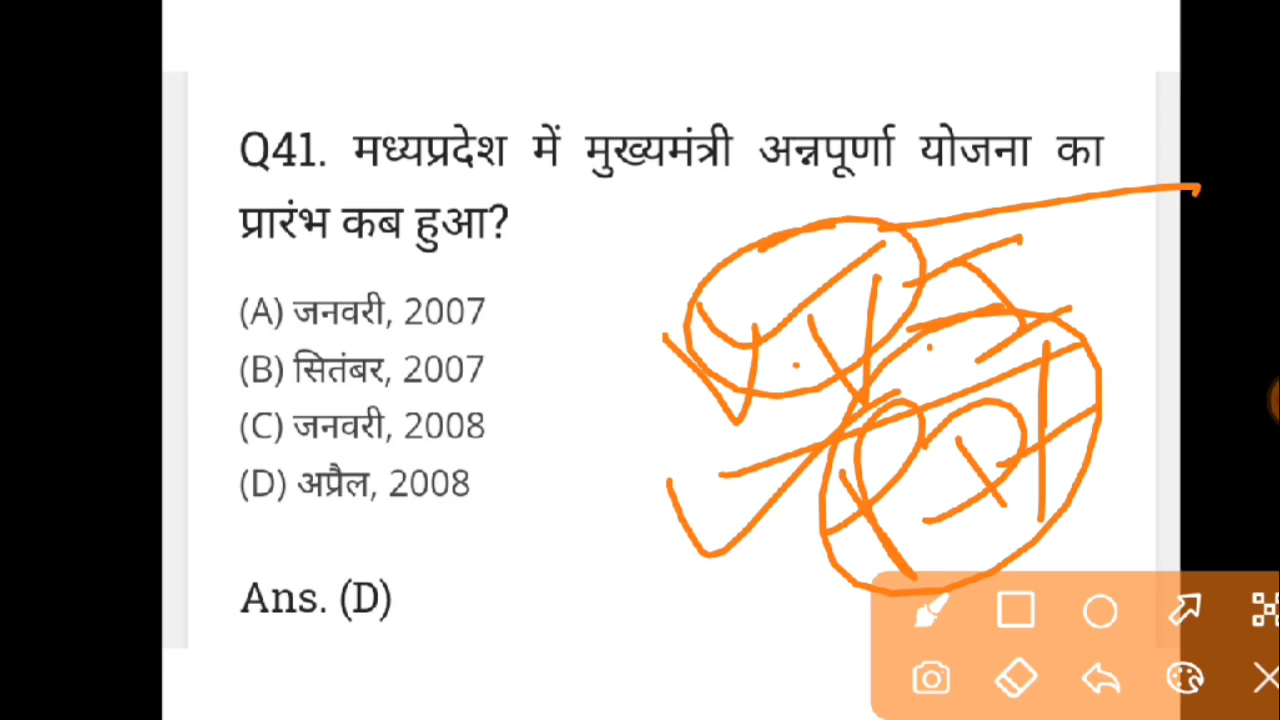 Q41. मध्यप्रदेश में मुख्यमंत्री अन्नपूर्णा योजना का
प्रारंभ कब हुआ?
(A) जनवरी, 2007
(B) सितंबर, 2007
(C) जनवरी, 2008
(D) अप्रैल, 2008
Ans. (D)